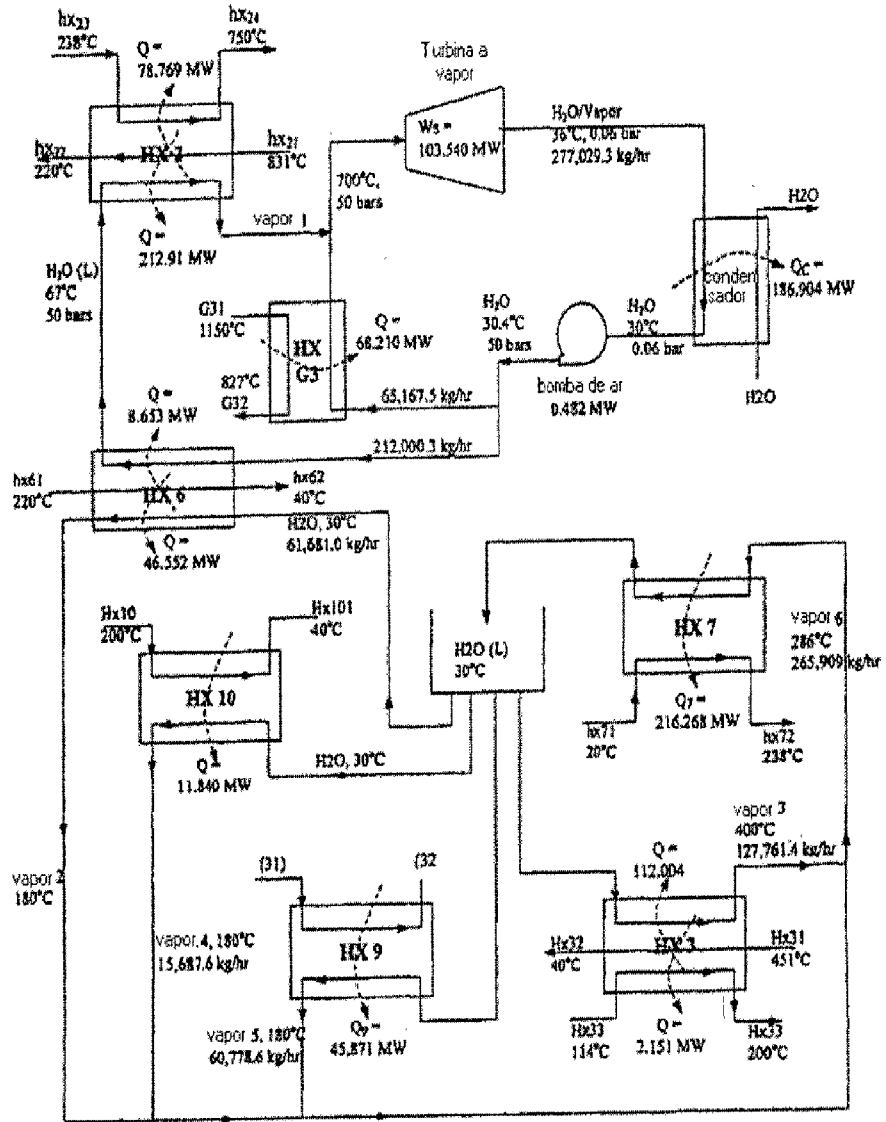 hx23
238°C
hx24
750°C
Q =
78.769 MW
HX 2
hx22
220°C
hx21
831°C
Q =
212.91 MW
vapor 1
700°C,
50 bars
Turbina a
vapor
Ws =
103.540 MW
H2O/Vapor
36°C, 0.06 bar
277,029.3 kg/hr
H2O
conden
sador
QC =
186.904 MW
H2O
H2O (L)
67°C
50 bars
G31
1150°C
HX
G3
Q =
68.210 MW
827°C
G32
H2O
30.4°C
50 bars
H2O
30°C
0.06 bar
bomba de ar
0.482 MW
65,167.5 kg/hr
212,000.3 kg/hr
Q =
8.653 MW
hx61
220°C
HX 6
hx62
40°C
Q =
46.552 MW
H2O, 30°C
61,681.0 kg/hr
Hx10
200°C
Hx101
40°C
HX 10
Q =
11.840 MW
H2O, 30°C
H2O (L)
30°C
HX 7
vapor 6
286°C
265,909 kg/hr
Q7 =
216.268 MW
hx71
20°C
hx72
238°C
vapor 2
180°C
vapor 4, 180°C
15,687.6 kg/hr
(31)
(32
HX 9
Q9 =
45,871 MW
vapor 5, 180°C
60,778.6 kg/hr
vapor 3
400°C
127,761.4 kg/hr
Q=
112.004
HX 3
Hx32
40°C
Hx31
451°C
Hx33
114°C
Q =
2.151 MW
Hx33
200°C